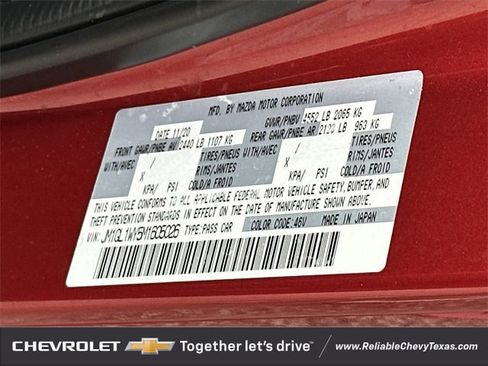 MFD. BY MAZDA MOTOR CORPORATION
DATE 11/20 GVWR/PNBV 4552 LB 2065 KG
FRONT GAWR/PNBE AV 2440 LB 1107 KG REAR GAWR/PNBE AR LB 963 KG
WITH/AVEC / TIRES/PNEUS WITH/AVEC / TIRES/PNEUS
X RIMS/JANTES X RIMS/JANTES
KPA/ PSI COLD/A FROID KPA/ PSI COLD/A FROID
THIS VEHICLE CONFORMS TO ALL APPLICABLE FEDERAL MOTOR VEHICLE SAFETY, BUMPER, AND
THEFT PREVENTION STANDARDS IN EFFECT ON THE DATE OF MANUFACTURE SHOWN ABOVE.
VIN: JM1GL1WY5M1605026 TYPE:PASS CAR COLOR CODE:46V MADE IN JAPAN
CHEVROLET Together let's drive™ www.ReliableChevyTexas.com